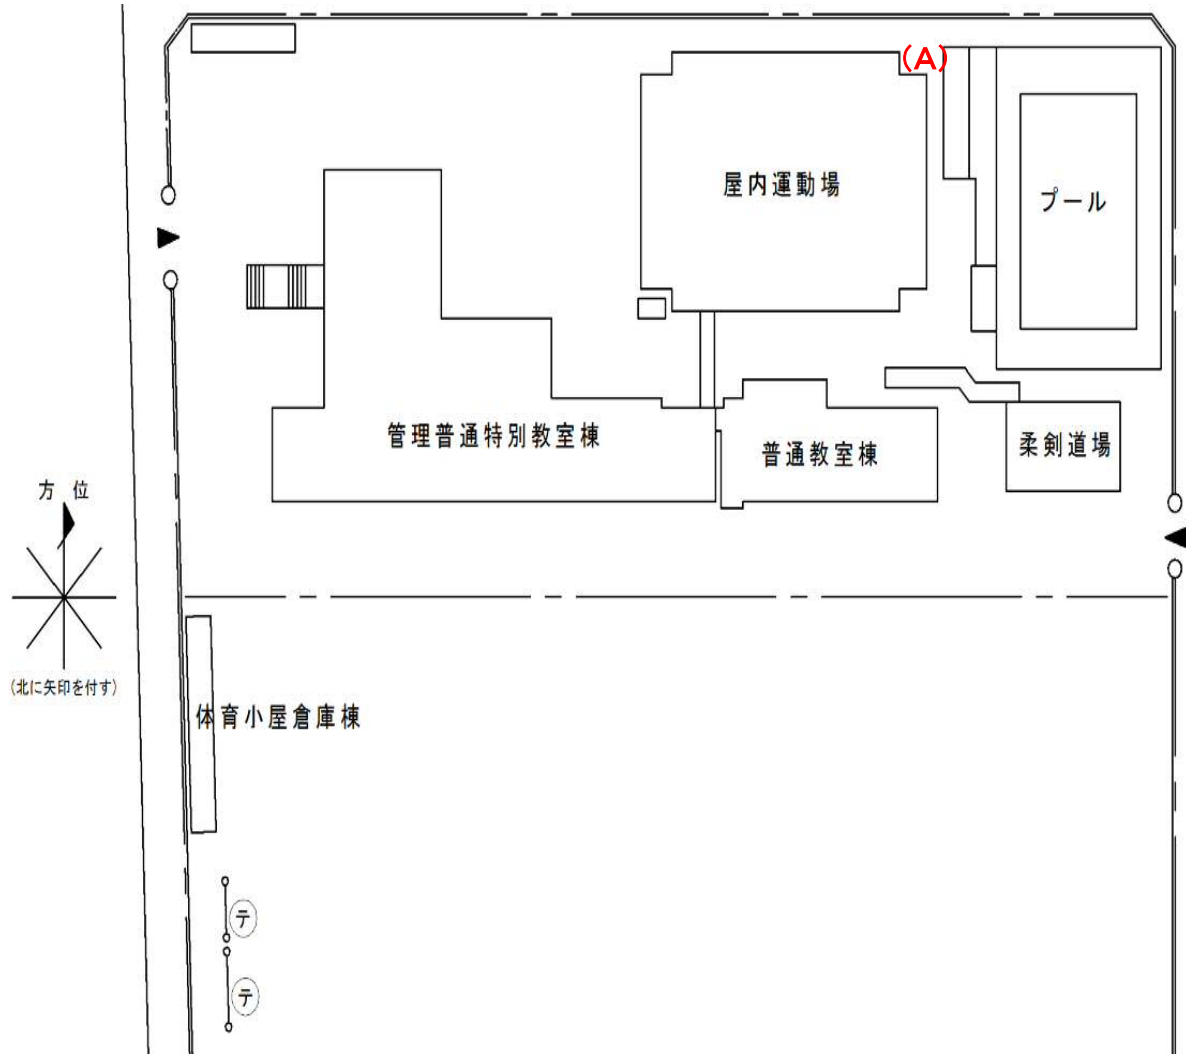 (A)
屋内運動場
プール
管理普通特別教室棟
普通教室棟
柔剣道場
方 位
(北に矢印を付す)
体育小屋倉庫棟
テ
テ